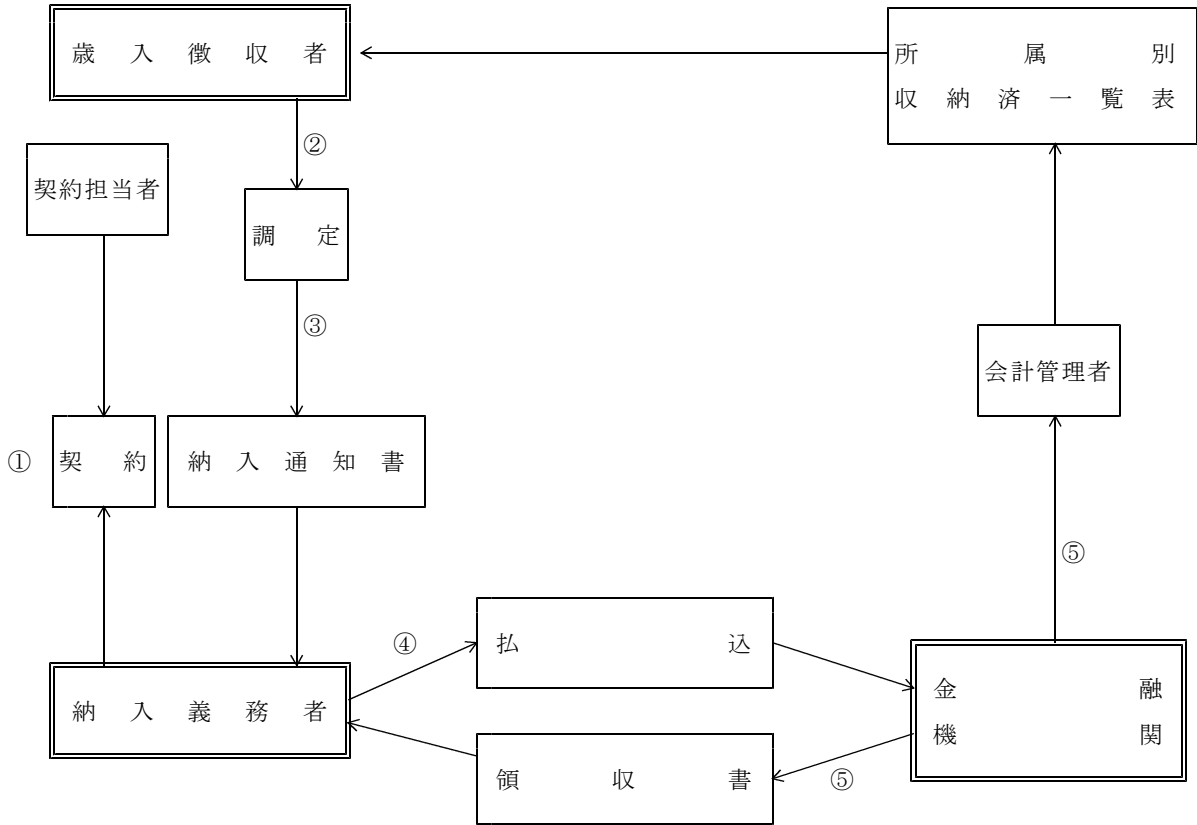 歳入徴収者
所属別
収納済一覧表
②
契約担当者
調定
③
会計管理者
①
契約
納入通知書
⑤
払込
④
納入義務者
金融
機関
領収書
⑤